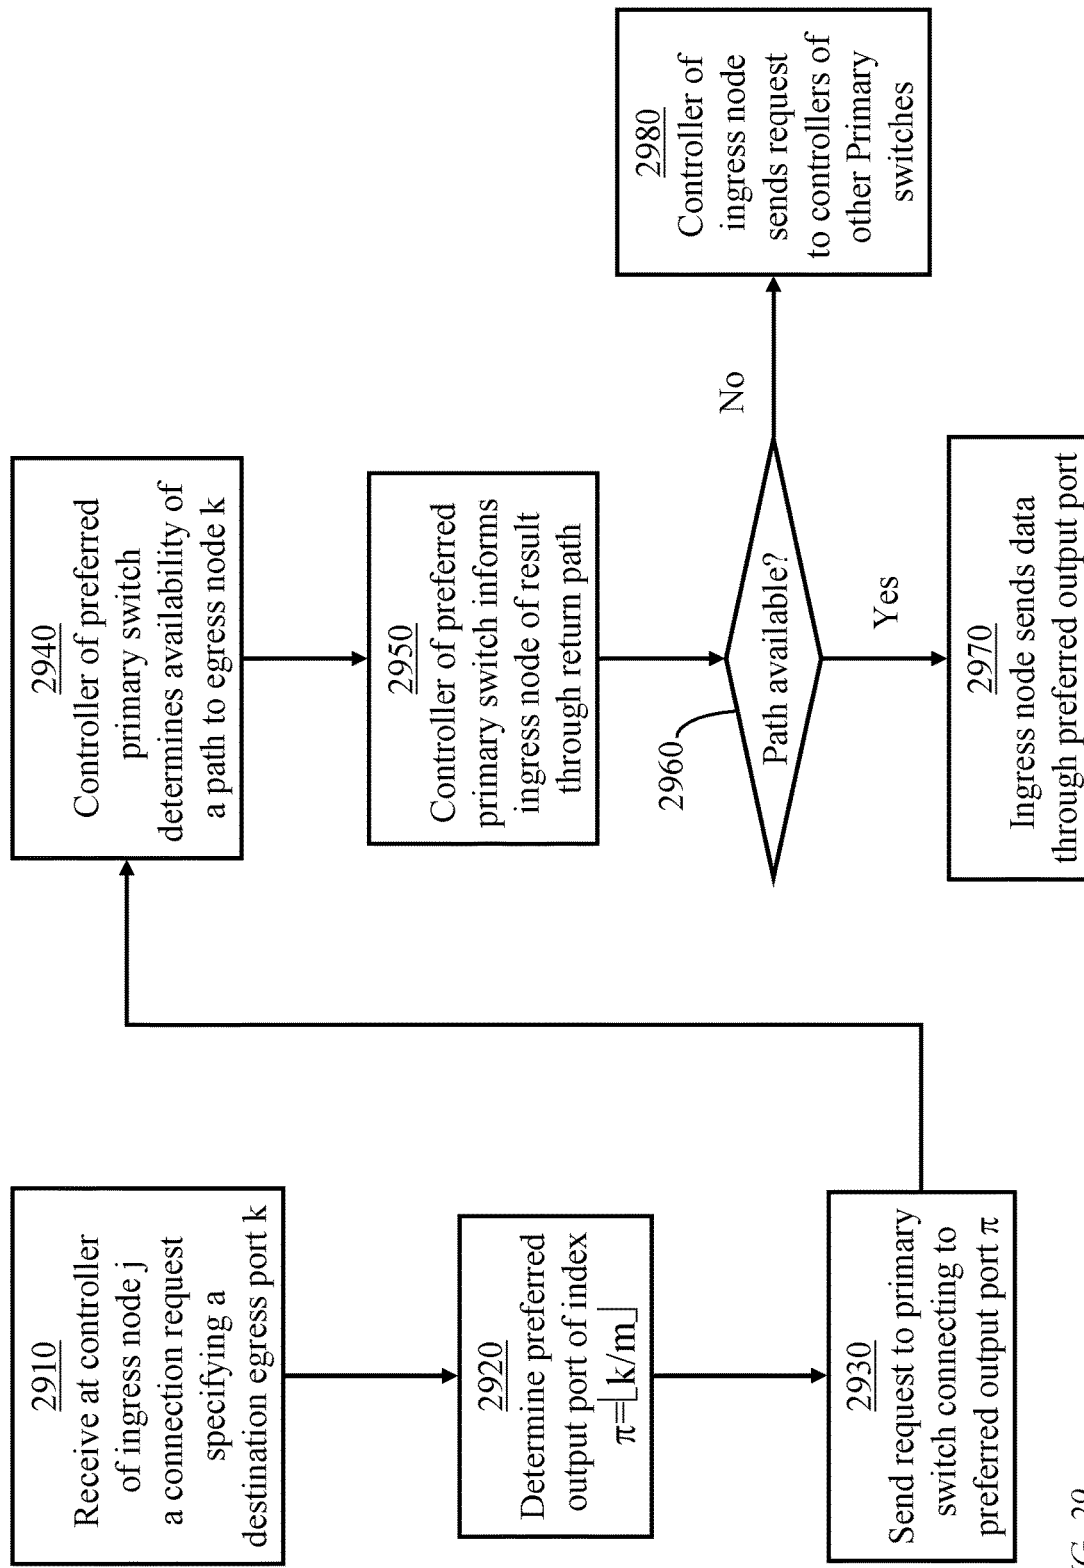 2910
Receive at controller
of ingress node j
a connection request
specifying a
destination egress port k
2920
Determine preferred
output port of index
π=⌊k/m⌋
2930
Send request to primary
switch connecting to
preferred output port π
2940
Controller of preferred
primary switch
determines availability of
a path to egress node k
2950
Controller of preferred
primary switch informs
ingress node of result
through return path
2960
Path available?
No
Yes
2970
Ingress node sends data
through preferred output port
2980
Controller of
ingress node
sends request
to controllers of
other Primary
switches